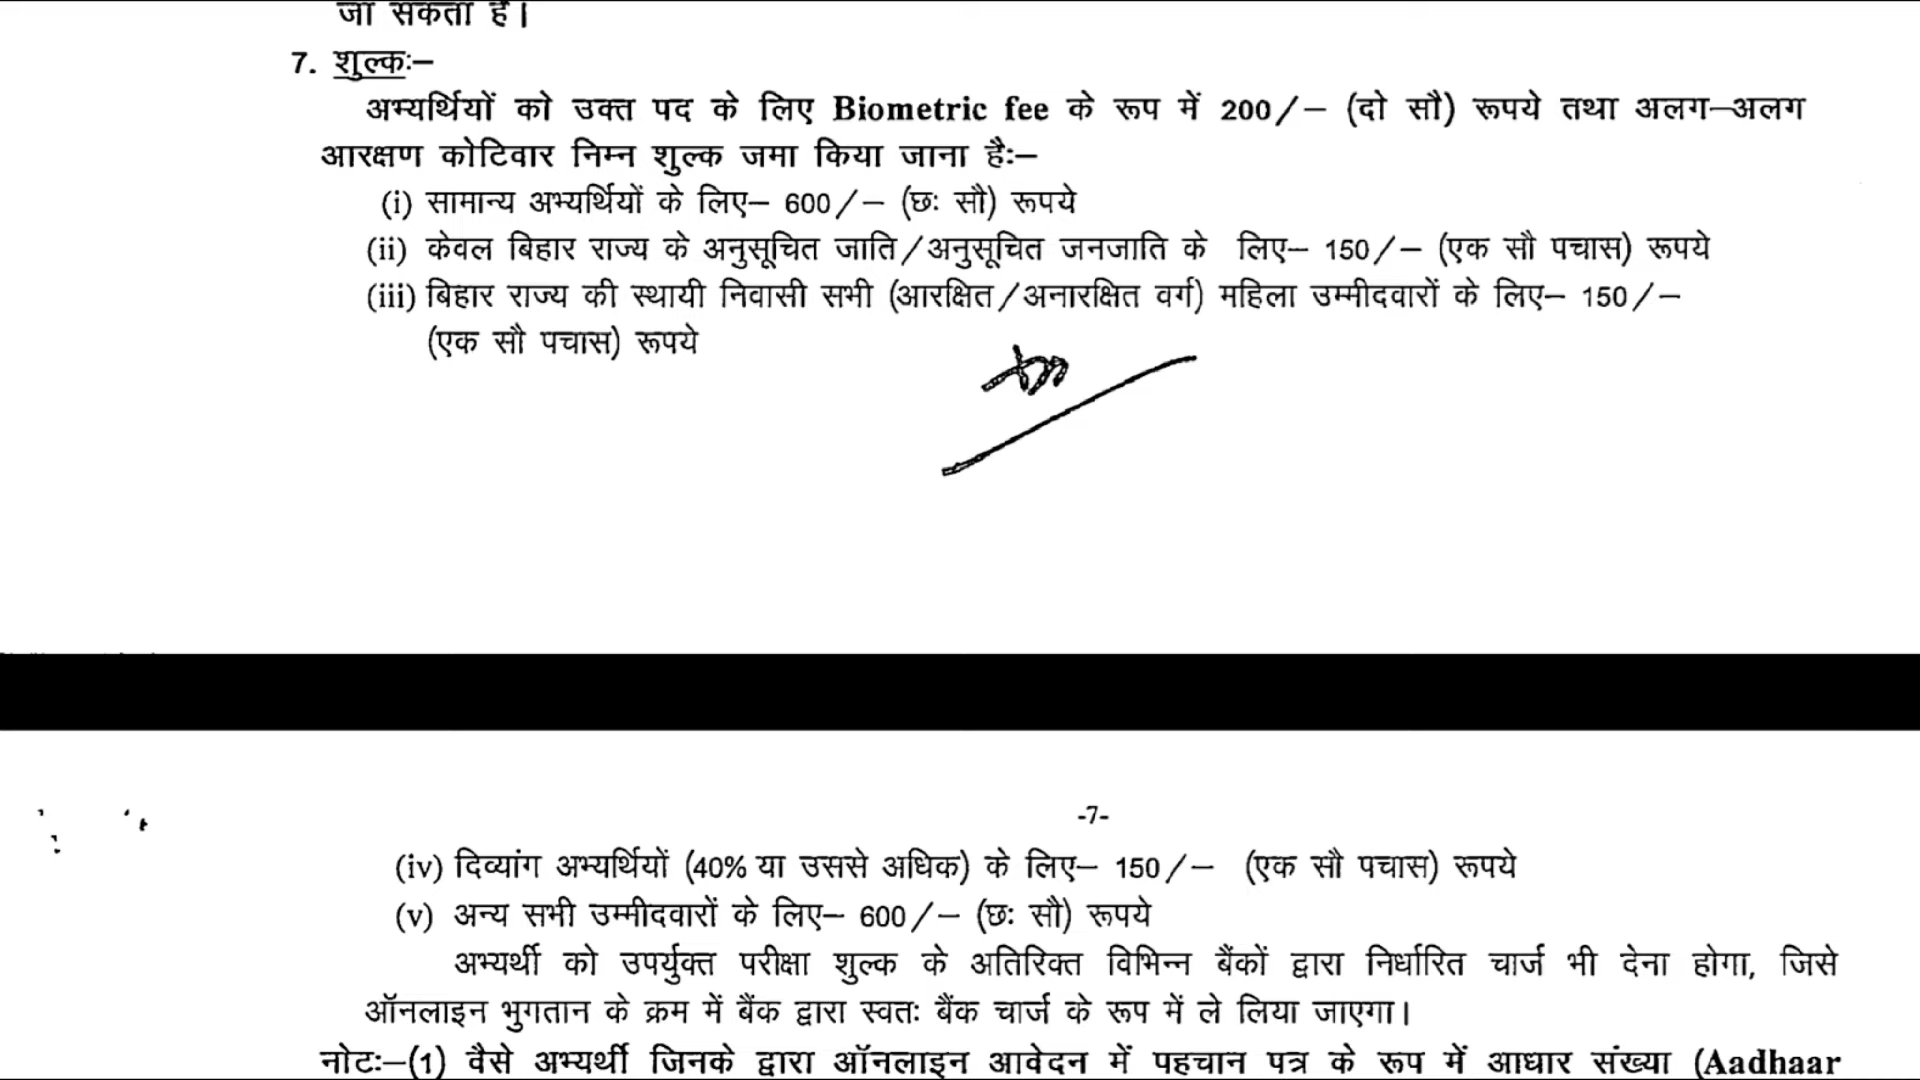 जा सकता है।
7. शुल्कः–
अभ्यर्थियों को उक्त पद के लिए Biometric fee के रूप में 200/– (दो सौ) रूपये तथा अलग–अलग
आरक्षण कोटिवार निम्न शुल्क जमा किया जाना हैः–
(i) सामान्य अभ्यर्थियों के लिए– 600/– (छः सौ) रूपये
(ii) केवल बिहार राज्य के अनुसूचित जाति/अनुसूचित जनजाति के लिए– 150/– (एक सौ पचास) रूपये
(iii) बिहार राज्य की स्थायी निवासी सभी (आरक्षित/अनारक्षित वर्ग) महिला उम्मीदवारों के लिए– 150/–
(एक सौ पचास) रूपये
-7-
(iv) दिव्यांग अभ्यर्थियों (40% या उससे अधिक) के लिए– 150/– (एक सौ पचास) रूपये
(v) अन्य सभी उम्मीदवारों के लिए– 600/– (छः सौ) रूपये
अभ्यर्थी को उपर्युक्त परीक्षा शुल्क के अतिरिक्त विभिन्न बैंकों द्वारा निर्धारित चार्ज भी देना होगा, जिसे
ऑनलाइन भुगतान के क्रम में बैंक द्वारा स्वतः बैंक चार्ज के रूप में ले लिया जाएगा।
नोटः–(1) वैसे अभ्यर्थी जिनके द्वारा ऑनलाइन आवेदन में पहचान पत्र के रूप में आधार संख्या (Aadhaar